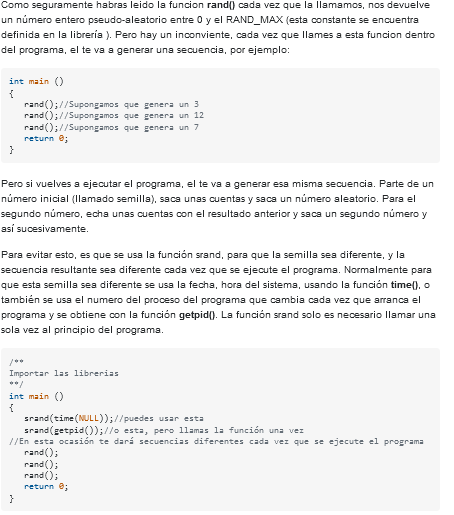 Como seguramente habras leido la funcion rand() cada vez que la llamamos, nos devuelve
un número entero pseudo-aleatorio entre 0 y el RAND_MAX (esta constante se encuentra
definida en la librería ). Pero hay un inconviente, cada vez que llames a esta funcion dentro
del programa, el te va a generar una secuencia, por ejemplo:
int main ()
{
rand();//Supongamos que genera un 3
rand();//Supongamos que genera un 12
rand();//Supongamos que genera un 7
return 0;
}
Pero si vuelves a ejecutar el programa, el te va a generar esa misma secuencia. Parte de un
número inicial (llamado semilla), saca unas cuentas y saca un número aleatorio. Para el
segundo número, echa unas cuentas con el resultado anterior y saca un segundo número y
así sucesivamente.
Para evitar esto, es que se usa la función srand, para que la semilla sea diferente, y la
secuencia resultante sea diferente cada vez que se ejecute el programa. Normalmente para
que esta semilla sea diferente se usa la fecha, hora del sistema, usando la función time(), o
también se usa el numero del proceso del programa que cambia cada vez que arranca el
programa y se obtiene con la función getpid(). La función srand solo es necesario llamar una
sola vez al principio del programa.
/**
Importar las librerias
**/
int main ()
{
srand(time(NULL));//puedes usar esta
srand(getpid());//o esta, pero llamas la función una vez
//En esta ocasión te dará secuencias diferentes cada vez que se ejecute el programa
rand();
rand();
rand();
return 0;
}